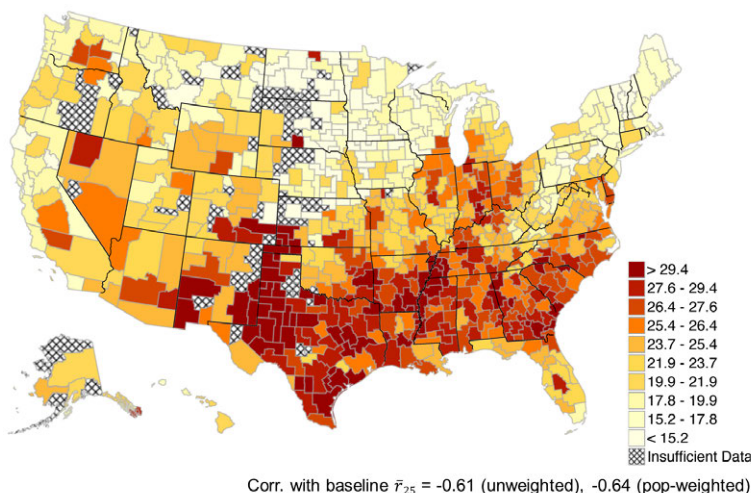 > 29.4
27.6 - 29.4
26.4 - 27.6
25.4 - 26.4
23.7 - 25.4
21.9 - 23.7
19.9 - 21.9
17.8 - 19.9
15.2 - 17.8
< 15.2
Insufficient Data
Corr. with baseline r̄₂₅ = -0.61 (unweighted), -0.64 (pop-weighted)